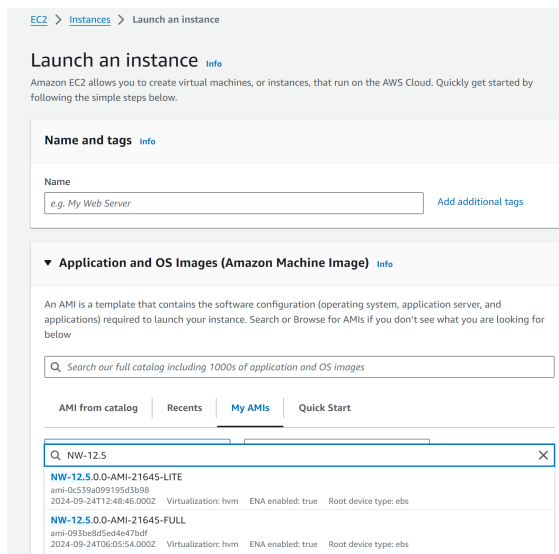 EC2 > Instances > Launch an instance
Launch an instance Info
Amazon EC2 allows you to create virtual machines, or instances, that run on the AWS Cloud. Quickly get started by
following the simple steps below.
Name and tags Info
Name
e.g. My Web Server
Add additional tags
Application and OS Images (Amazon Machine Image) Info
An AMI is a template that contains the software configuration (operating system, application server, and
applications) required to launch your instance. Search or Browse for AMIs if you don't see what you are looking for
below
Search our full catalog including 1000s of application and OS images
AMI from catalog Recents My AMIs Quick Start
NW-12.5
NW-12.5.0.0-AMI-21645-LITE
ami-0c539a099195d3b98
2024-09-24T12:48:46.000Z Virtualization: hvm ENA enabled: true Root device type: ebs
NW-12.5.0.0-AMI-21645-FULL
ami-093be8d5ed4e47bdf
2024-09-24T06:05:54.000Z Virtualization: hvm ENA enabled: true Root device type: ebs